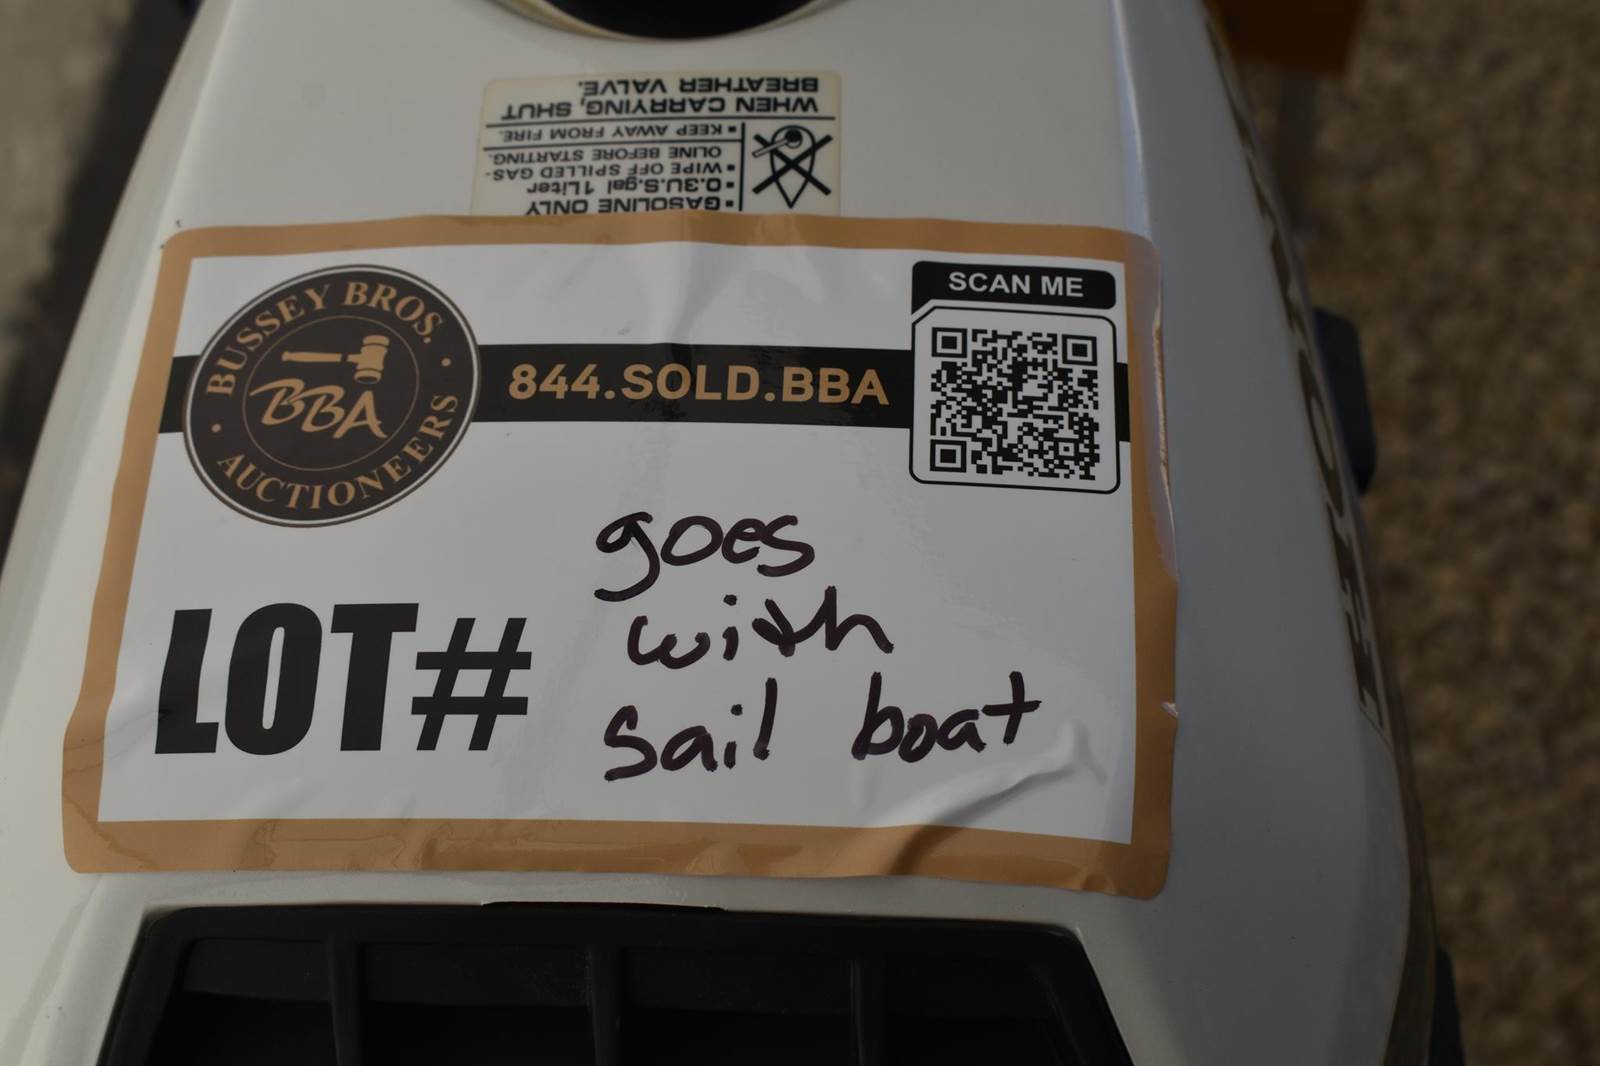 WHEN CARRYING, SHUT
BREATHER VALVE.
GASOLINE ONLY
0.3U.S.gal 1Liter
WIPE OFF SPILLED GAS-
OLINE BEFORE STARTING.
KEEP AWAY FROM FIRE.
BUSSEY BROS.
BBA
AUCTIONEERS
844.SOLD.BBA
SCAN ME
LOT#
goes
with
sail boat